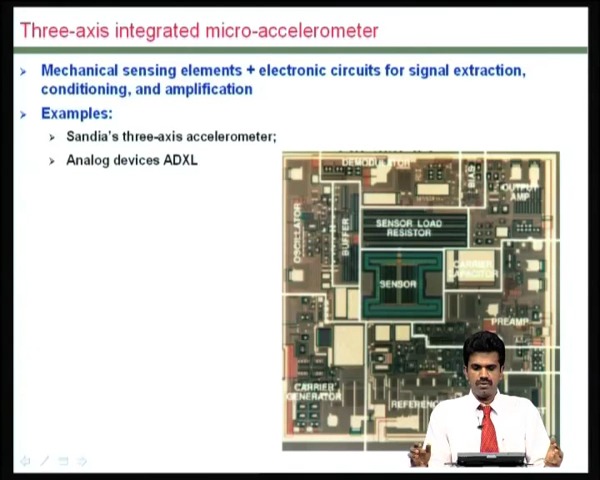 Three-axis integrated micro-accelerometer
Mechanical sensing elements + electronic circuits for signal extraction,
conditioning, and amplification
Examples:
Sandia's three-axis accelerometer;
Analog devices ADXL
DEMODULATOR
BIAS
OUTPUT
AMP
OSCILLATOR
BUFFER
SENSOR LOAD
RESISTOR
CARRIER
CAPACITOR
SENSOR
PREAMP
CARRIER
GENERATOR